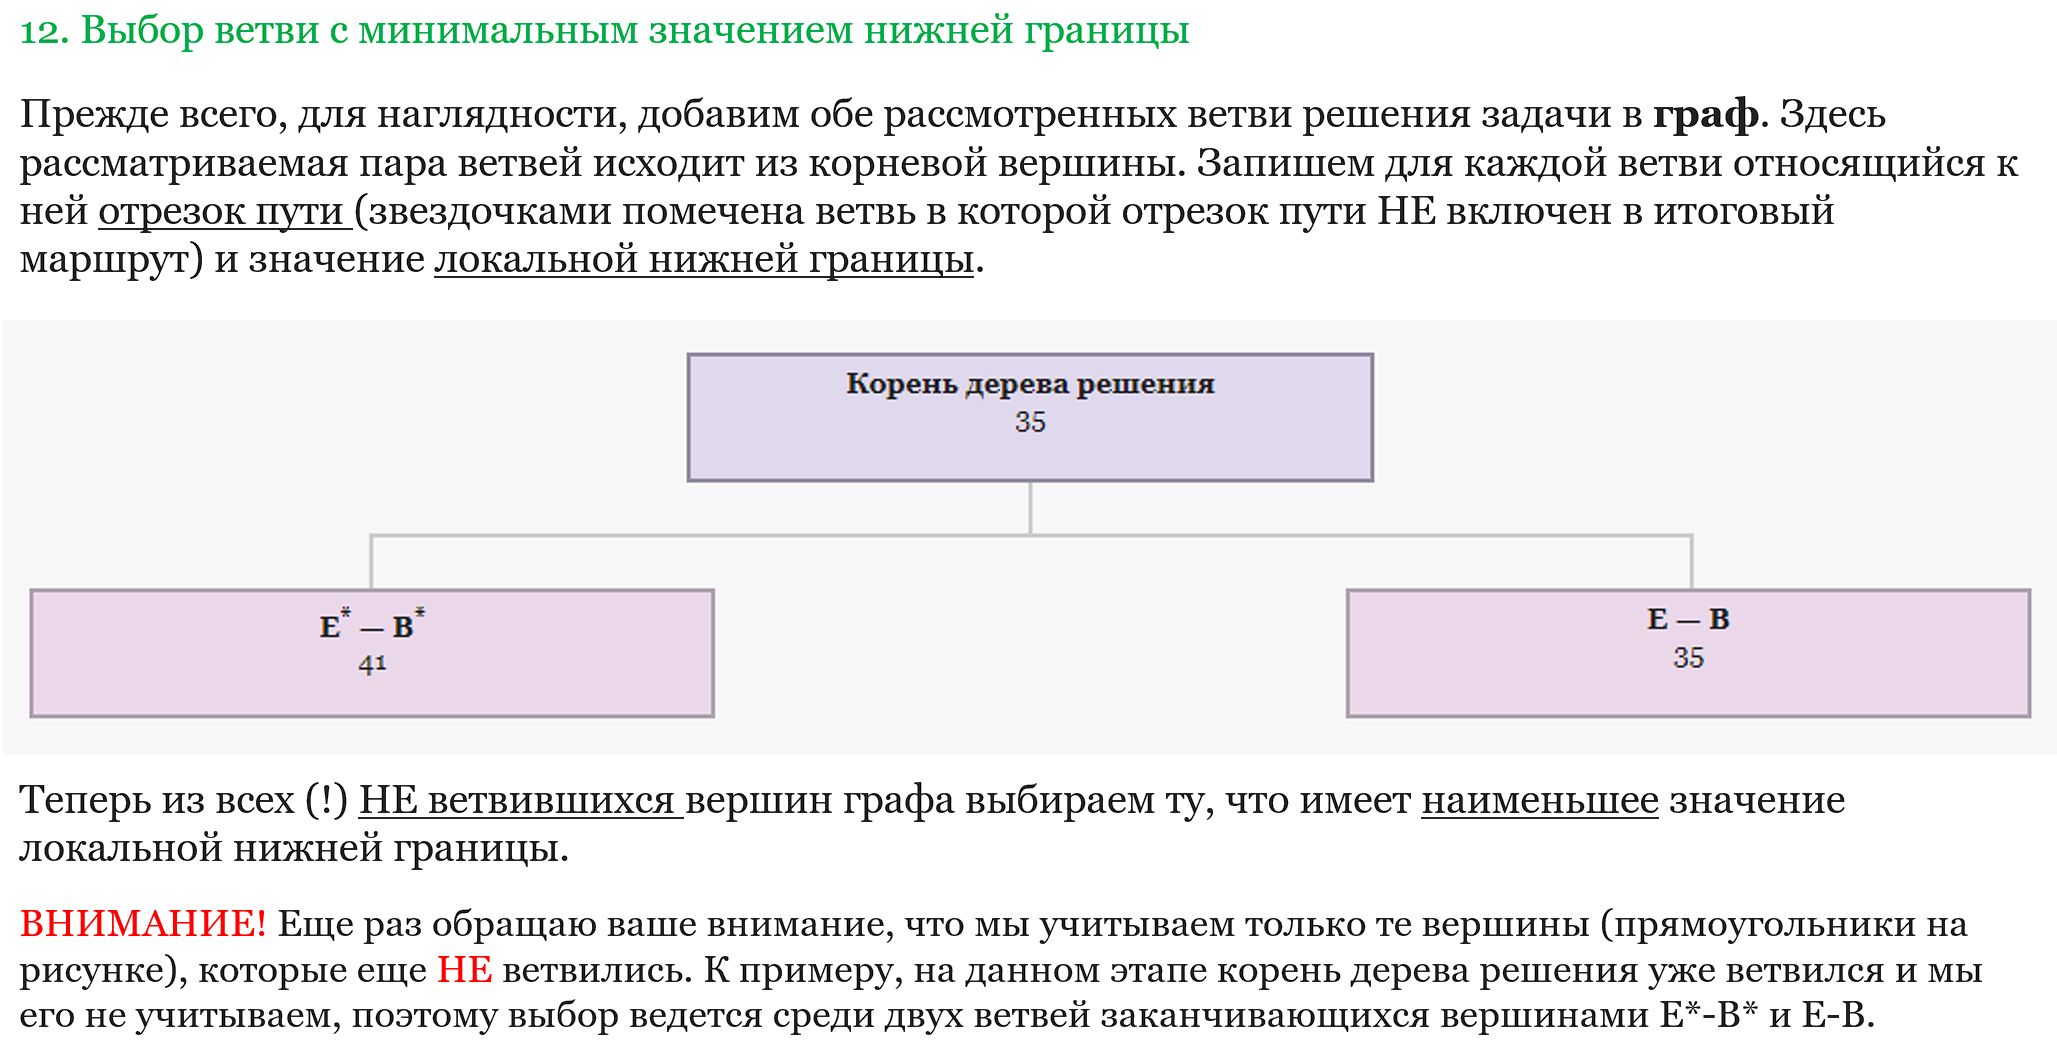 12. Выбор ветви с минимальным значением нижней границы
Прежде всего, для наглядности, добавим обе рассмотренных ветви решения задачи в граф. Здесь
рассматриваемая пара ветвей исходит из корневой вершины. Запишем для каждой ветви относящийся к
ней отрезок пути (звездочками помечена ветвь в которой отрезок пути НЕ включен в итоговый
маршрут) и значение локальной нижней границы.
Корень дерева решения
35
E* — B*
41
E — B
35
Теперь из всех (!) НЕ ветвившихся вершин графа выбираем ту, что имеет наименьшее значение
локальной нижней границы.
ВНИМАНИЕ! Еще раз обращаю ваше внимание, что мы учитываем только те вершины (прямоугольники на
рисунке), которые еще НЕ ветвились. К примеру, на данном этапе корень дерева решения уже ветвился и мы
его не учитываем, поэтому выбор ведется среди двух ветвей заканчивающихся вершинами E*-B* и E-B.